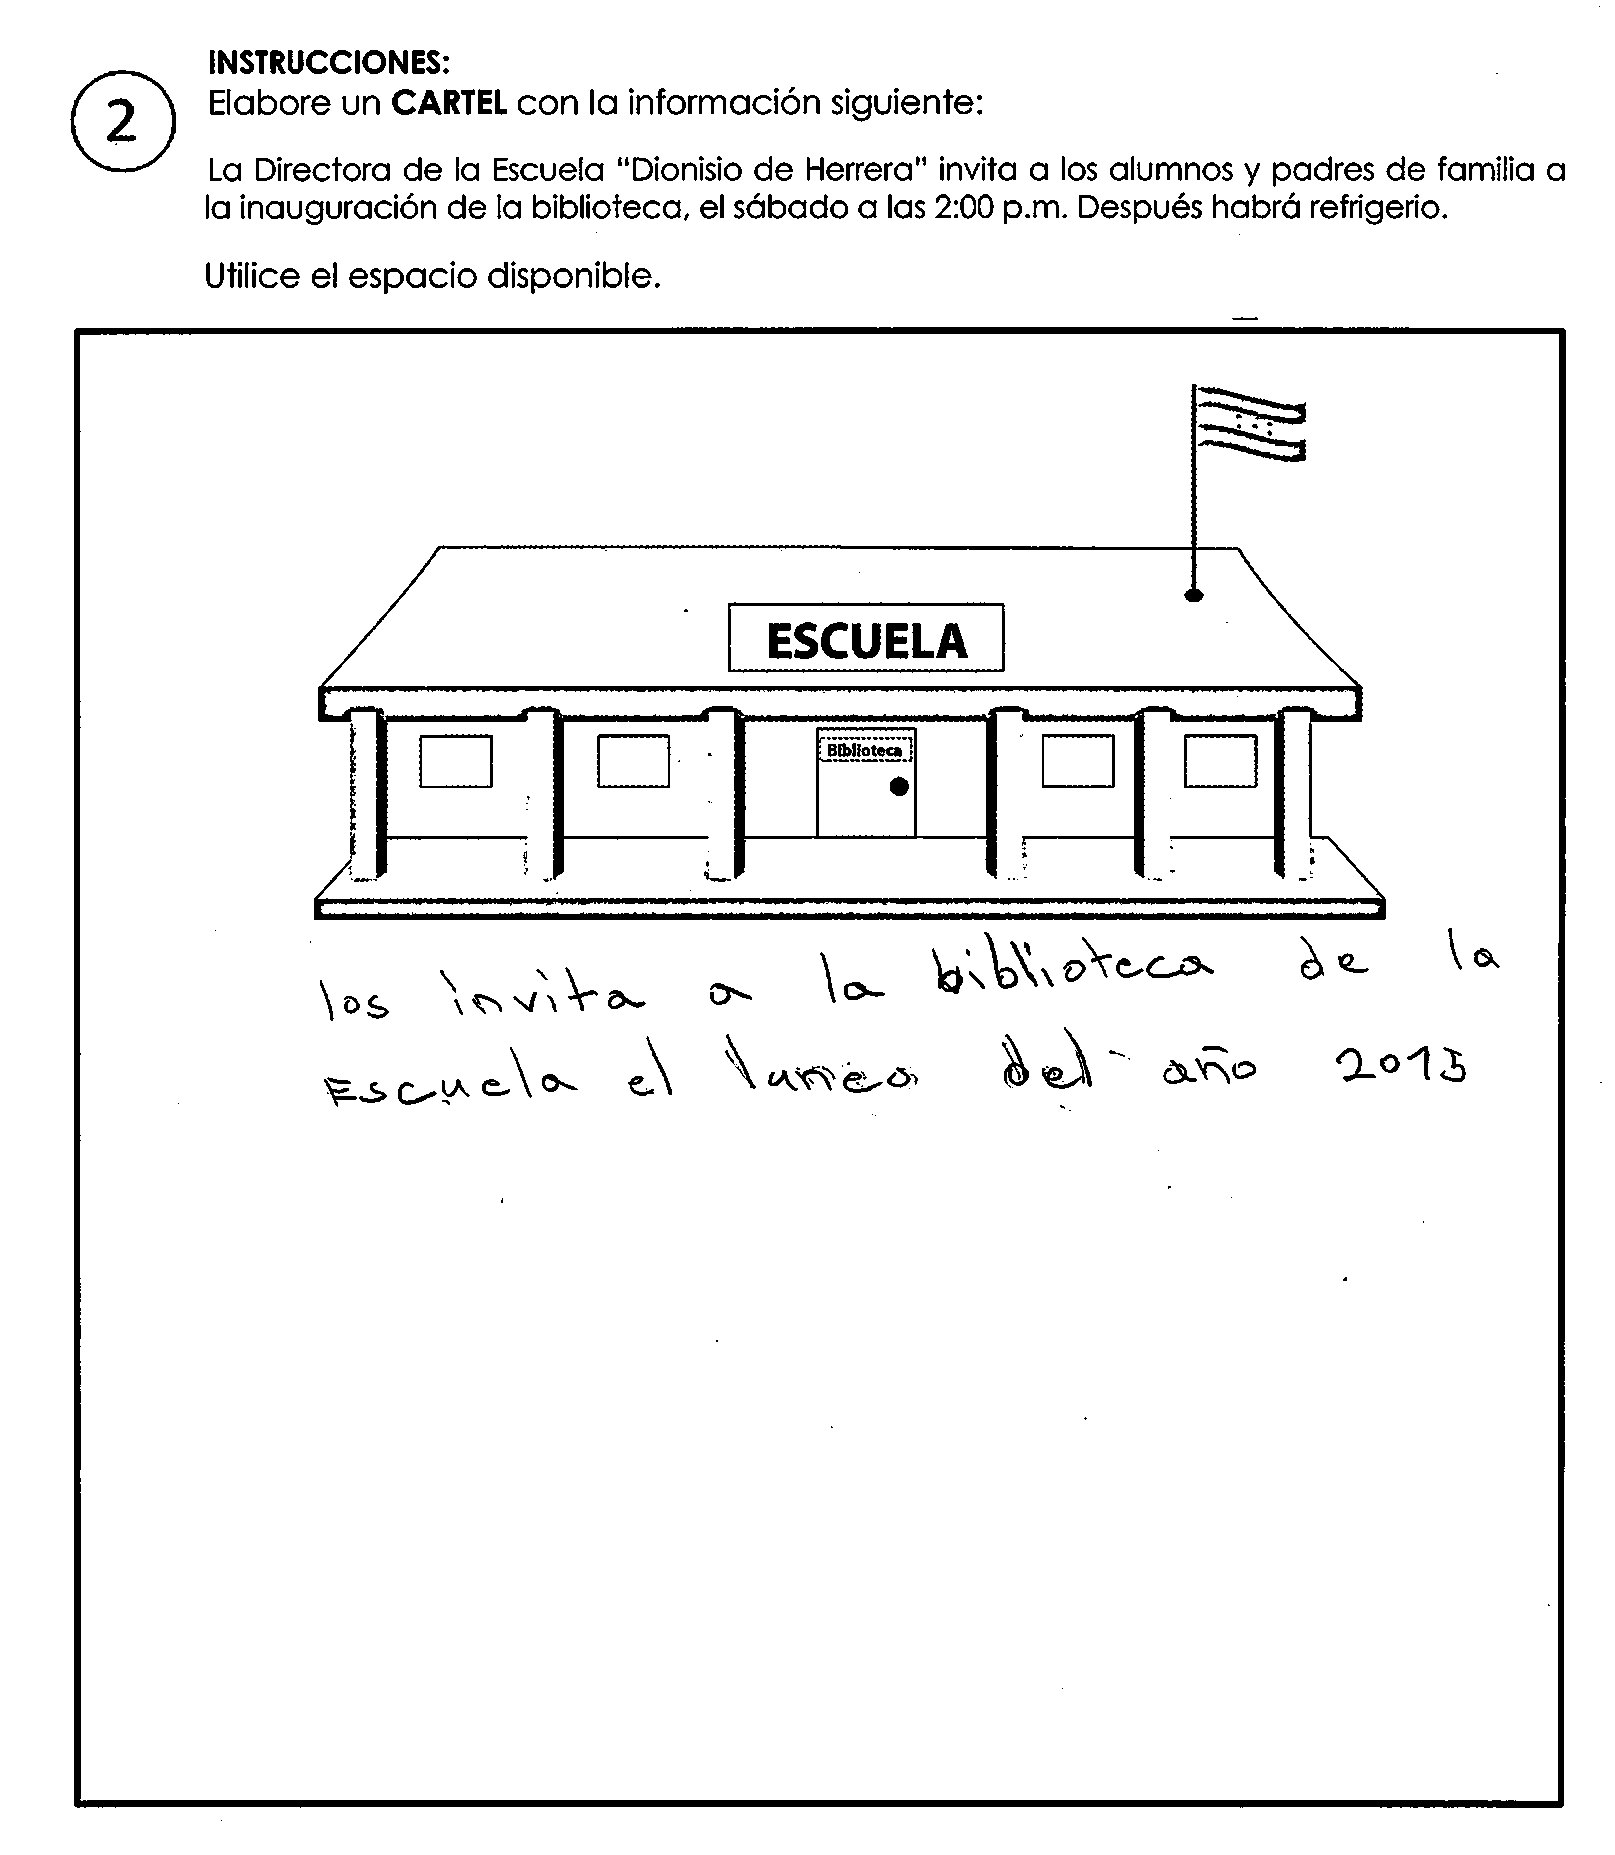 INSTRUCCIONES:
2
Elabore un CARTEL con la información siguiente:
La Directora de la Escuela "Dionisio de Herrera" invita a los alumnos y padres de familia a
la inauguración de la biblioteca, el sábado a las 2:00 p.m. Después habrá refrigerio.
Utilice el espacio disponible.
ESCUELA
Biblioteca
los invita a la biblioteca de la
Escuela el lunes del año 2015